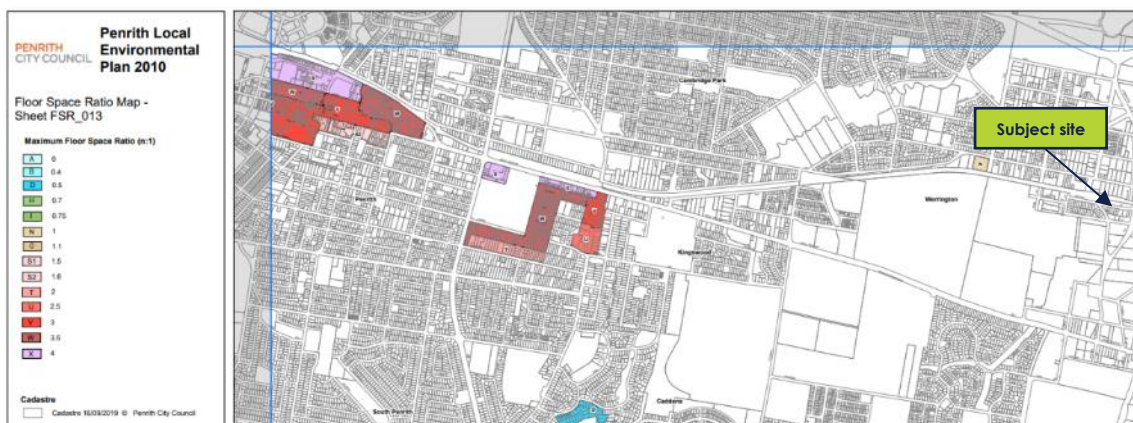 PENRITH
CITY COUNCIL
Penrith Local
Environmental
Plan 2010
Floor Space Ratio Map -
Sheet FSR_013
Maximum Floor Space Ratio (n:1)
A 0
B 0.4
D 0.5
H 0.7
I 0.75
N 1
O 1.1
S1 1.5
S2 1.6
T 2
U 2.5
V 3
W 3.5
X 4
Cadastre
Cadastre 16/09/2019 © Penrith City Council
Cambridge Park
Subject site
Penrith
Werrington
Kingswood
South Penrith
Caddens